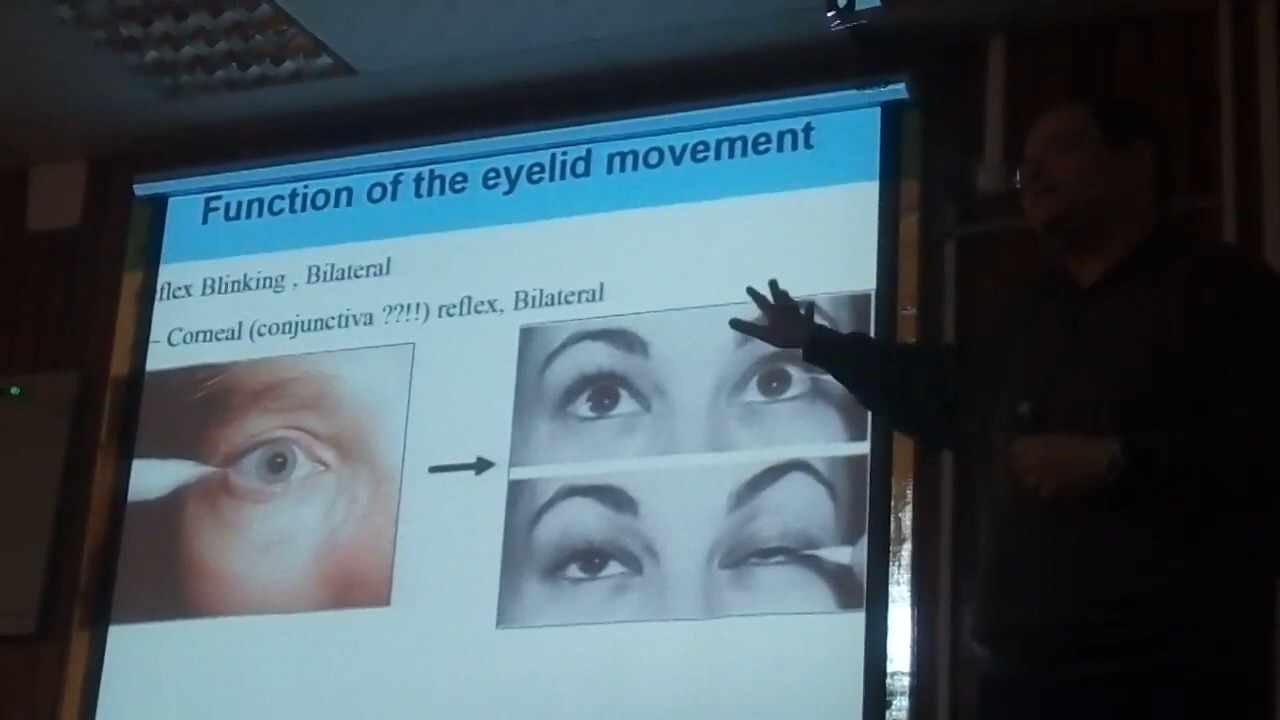 Function of the eyelid movement
flex Blinking , Bilateral
- Corneal (conjunctiva ??!!) reflex, Bilateral